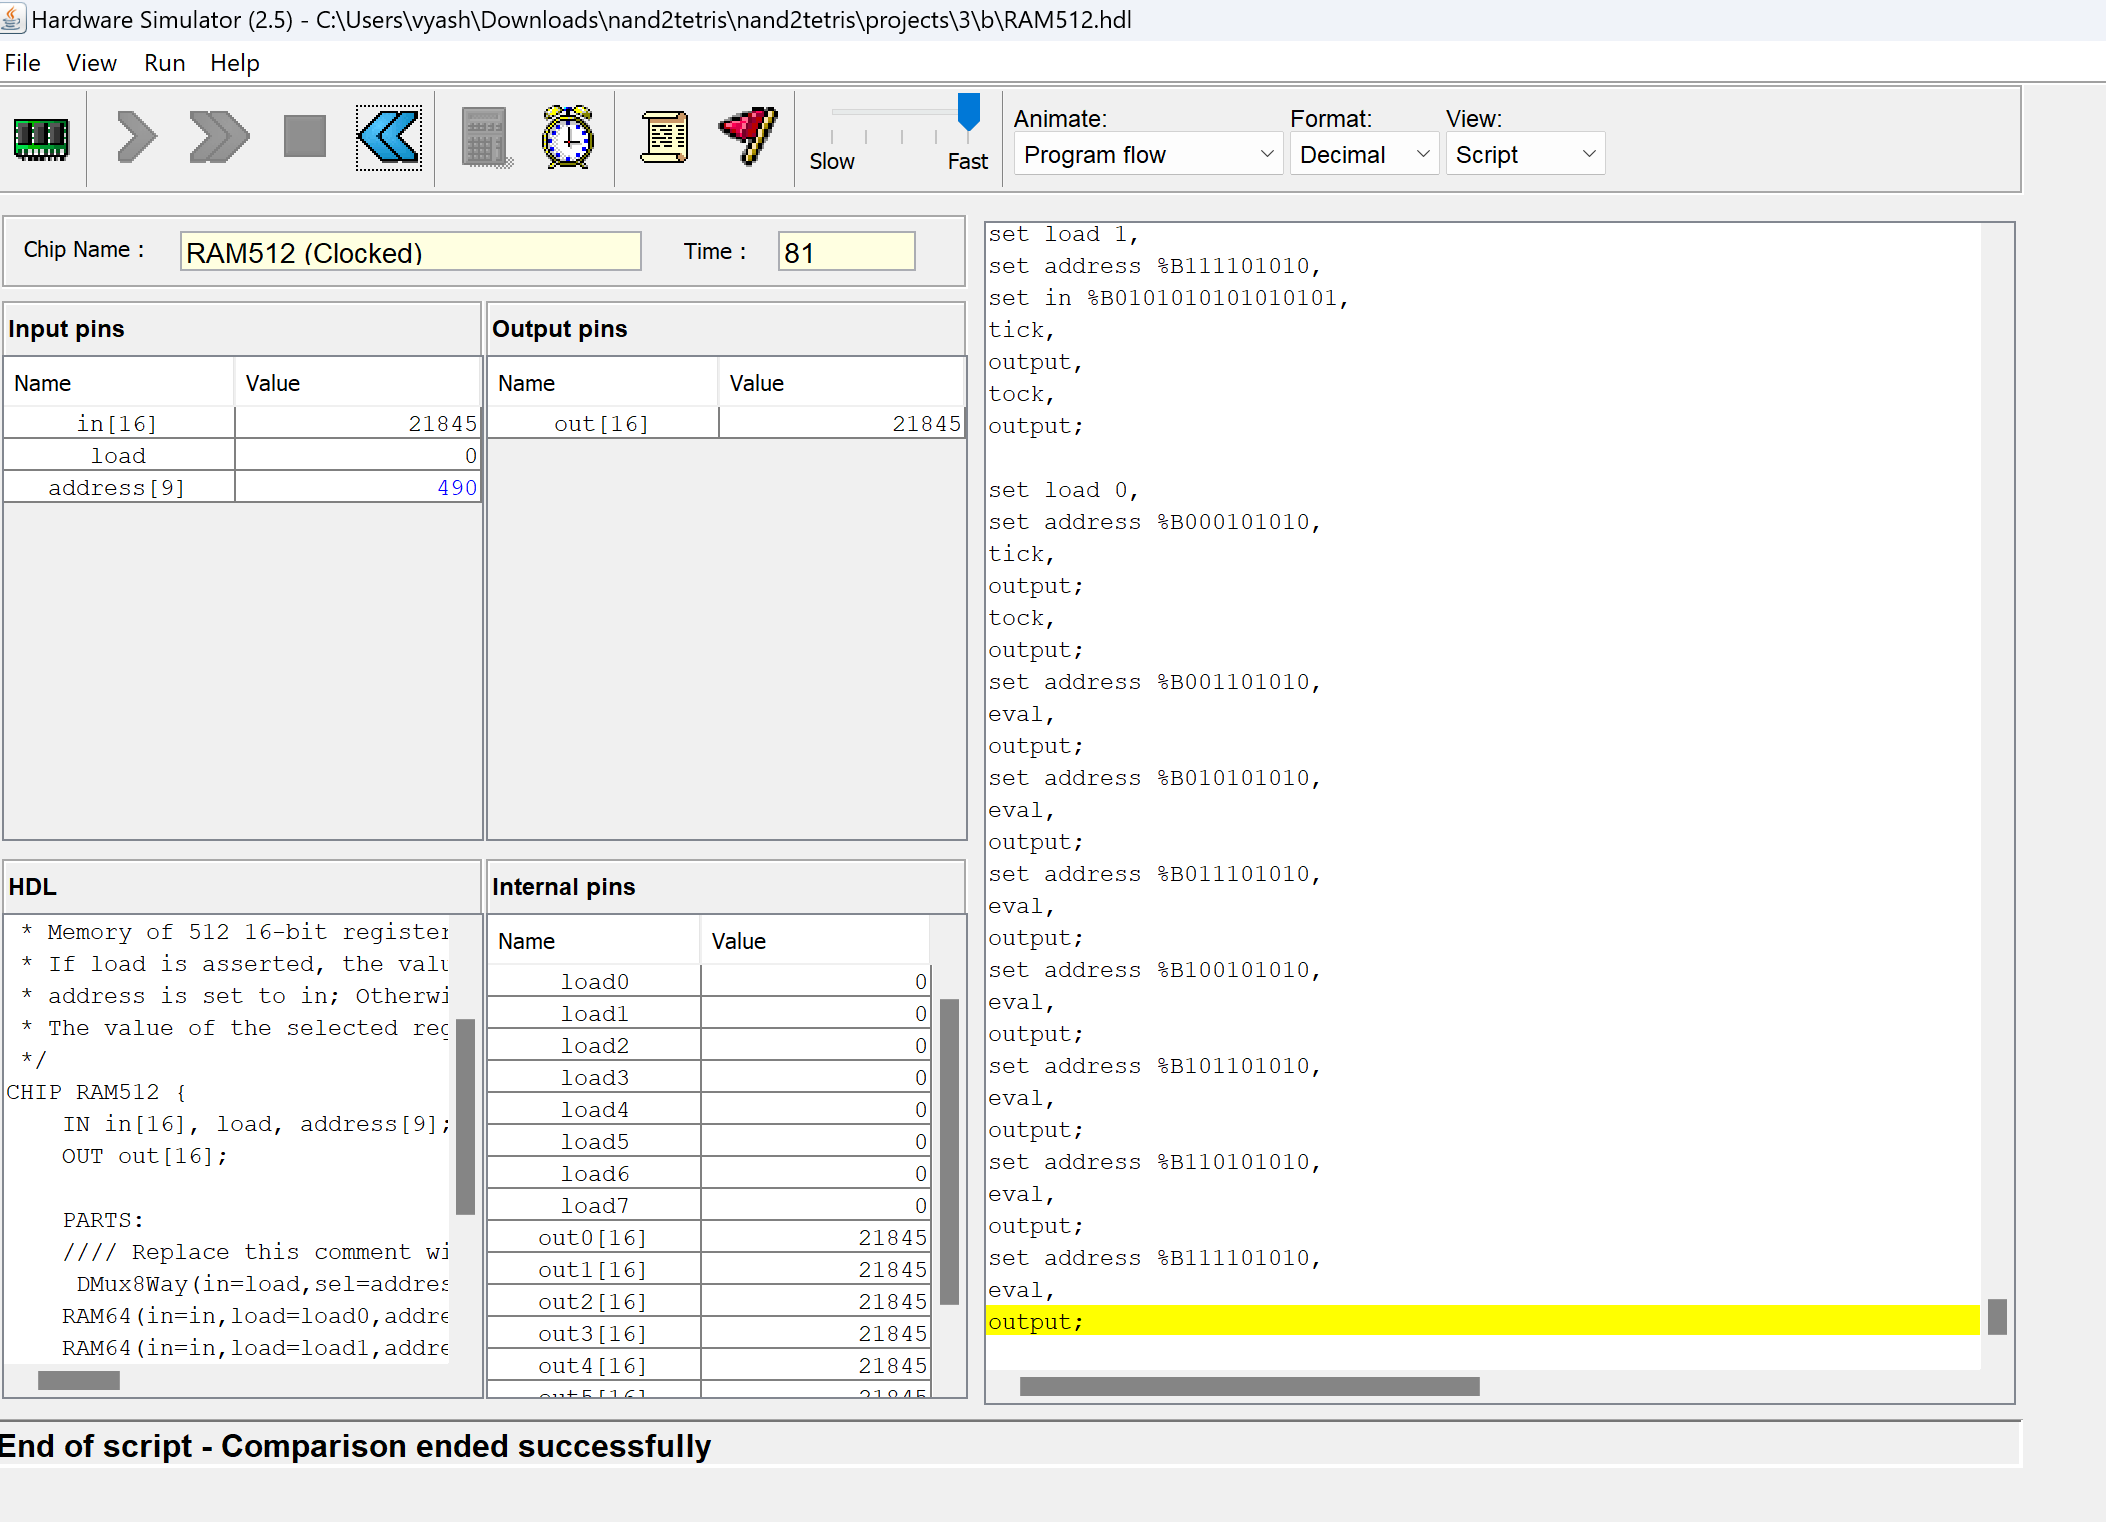 Hardware Simulator (2.5) - C:\Users\vyash\Downloads\nand2tetris\nand2tetris\projects\3\b\RAM512.hdl
File View Run Help
Slow Fast
Animate: Format: View:
Program flow Decimal Script
Chip Name : RAM512 (Clocked) Time : 81
Input pins
Name Value
in[16] 21845
load 0
address[9] 490
Output pins
Name Value
out[16] 21845
HDL
* Memory of 512 16-bit register
* If load is asserted, the valu
* address is set to in; Otherwi
* The value of the selected reg
*/
CHIP RAM512 {
IN in[16], load, address[9];
OUT out[16];
PARTS:
//// Replace this comment wi
DMux8Way(in=load,sel=addres
RAM64(in=in,load=load0,addre
RAM64(in=in,load=load1,addre
Internal pins
Name Value
load0 0
load1 0
load2 0
load3 0
load4 0
load5 0
load6 0
load7 0
out0[16] 21845
out1[16] 21845
out2[16] 21845
out3[16] 21845
out4[16] 21845
out5[16] 21845
set load 1,
set address %B111101010,
set in %B0101010101010101,
tick,
output,
tock,
output;
set load 0,
set address %B000101010,
tick,
output;
tock,
output;
set address %B001101010,
eval,
output;
set address %B010101010,
eval,
output;
set address %B011101010,
eval,
output;
set address %B100101010,
eval,
output;
set address %B101101010,
eval,
output;
set address %B110101010,
eval,
output;
set address %B111101010,
eval,
output;
End of script - Comparison ended successfully